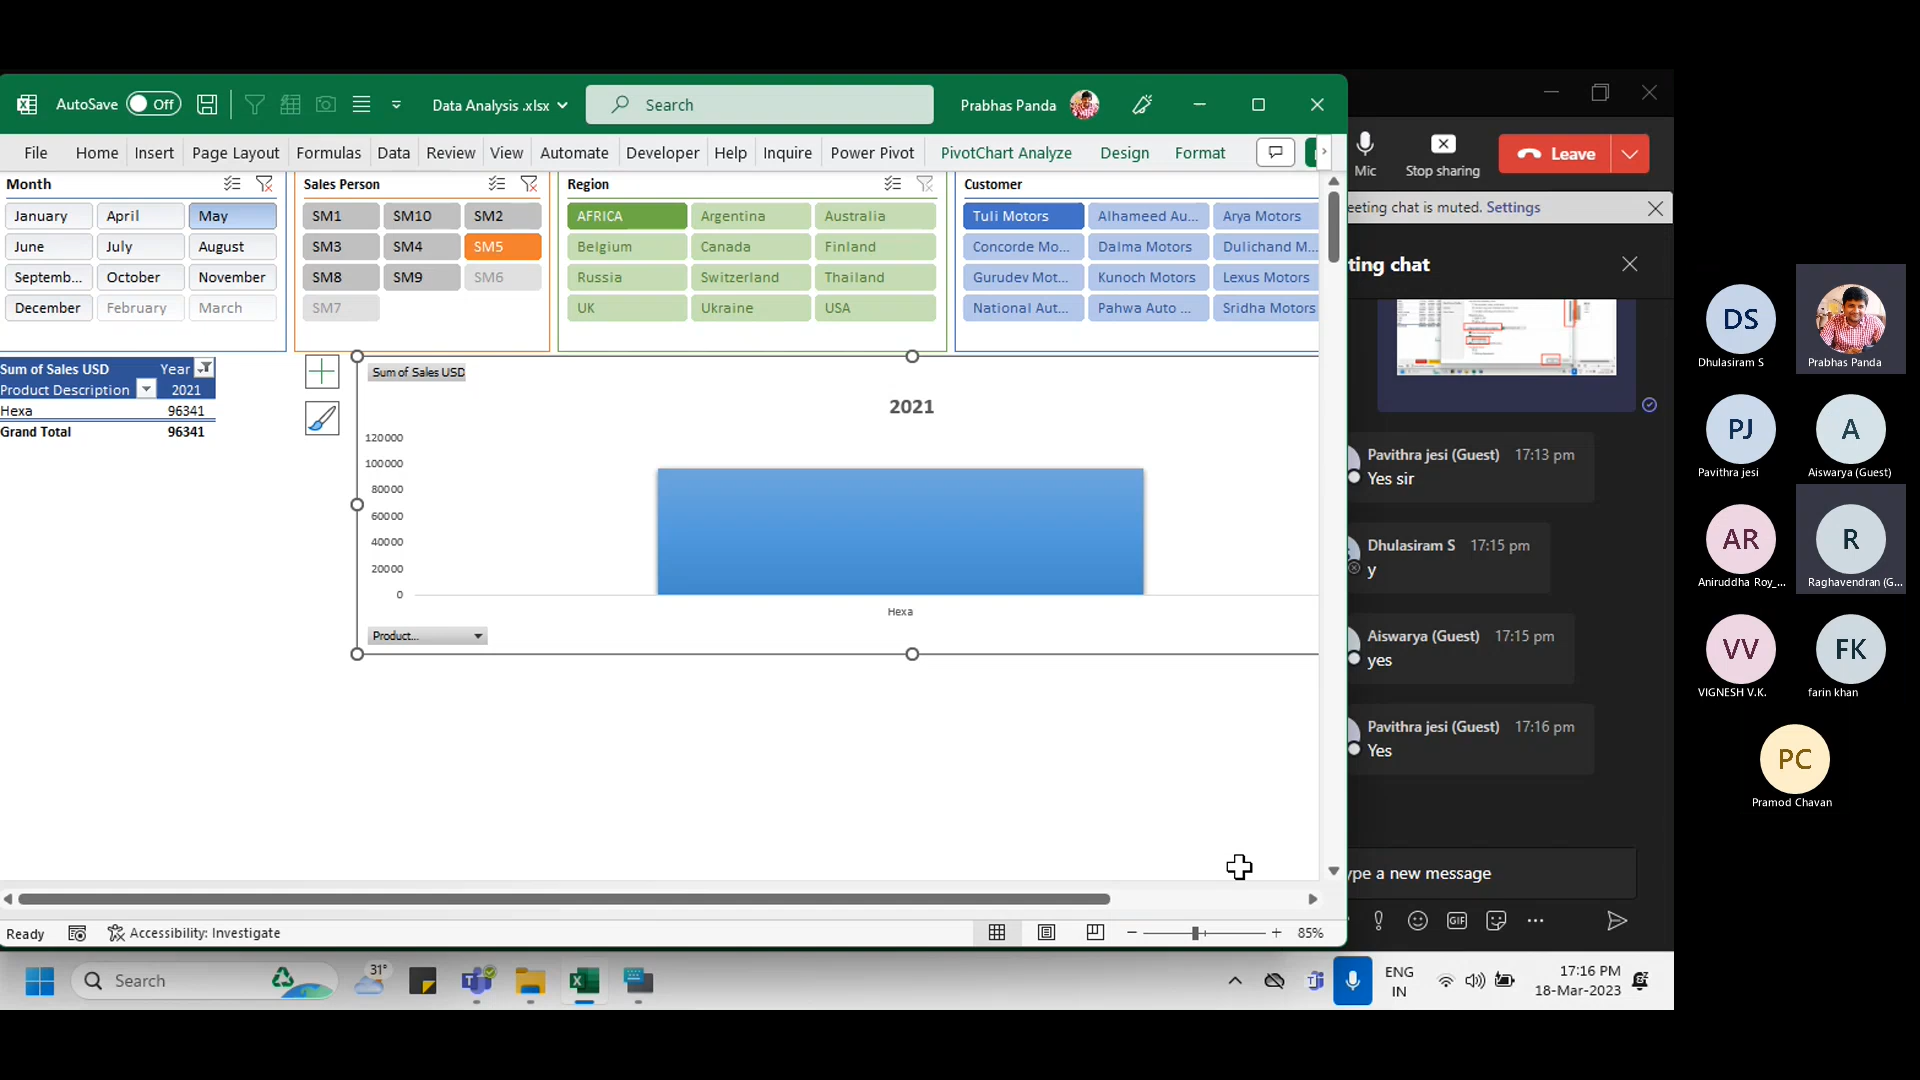 AutoSave Off Data Analysis .xlsx Search Prabhas Panda
File Home Insert Page Layout Formulas Data Review View Automate Developer Help Inquire Power Pivot PivotChart Analyze Design Format
Month
January April May
June July August
Septemb... October November
December February March
Sales Person
SM1 SM10 SM2
SM3 SM4 SM5
SM8 SM9 SM6
SM7
Region
AFRICA Argentina Australia
Belgium Canada Finland
Russia Switzerland Thailand
UK Ukraine USA
Customer
Tuli Motors Alhameed Au... Arya Motors
Concorde Mo... Dalma Motors Dulichand M...
Gurudev Mot... Kunoch Motors Lexus Motors
National Aut... Pahwa Auto ... Sridha Motors
Sum of Sales USD Year
Product Description 2021
Hexa 96341
Grand Total 96341
Sum of Sales USD
2021
120000
100000
80000
60000
40000
20000
0
Hexa
Product...
Ready Accessibility: Investigate 85%
Mic Stop sharing Leave
eeting chat is muted. Settings
ting chat
Pavithra jesi (Guest) 17:13 pm
Yes sir
Dhulasiram S 17:15 pm
y
Aiswarya (Guest) 17:15 pm
yes
Pavithra jesi (Guest) 17:16 pm
Yes
ype a new message
GIF
DS
Dhulasiram S Prabhas Panda
PJ A
Pavithra jesi Aiswarya (Guest)
AR R
Aniruddha Roy_... Raghavendran (G...
VV FK
VIGNESH V.K. farin khan
PC
Pramod Chavan
Search 31°
ENG
IN
17:16 PM
18-Mar-2023